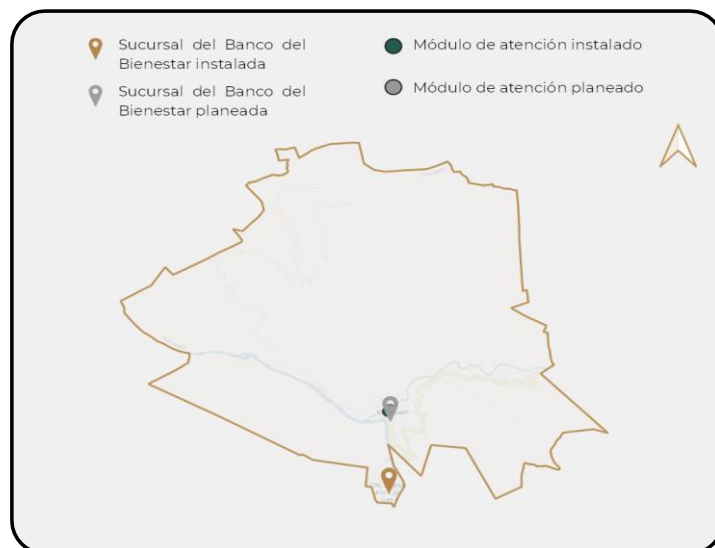 Sucursal del Banco del
Bienestar instalada
Sucursal del Banco del
Bienestar planeada
Módulo de atención instalado
Módulo de atención planeado